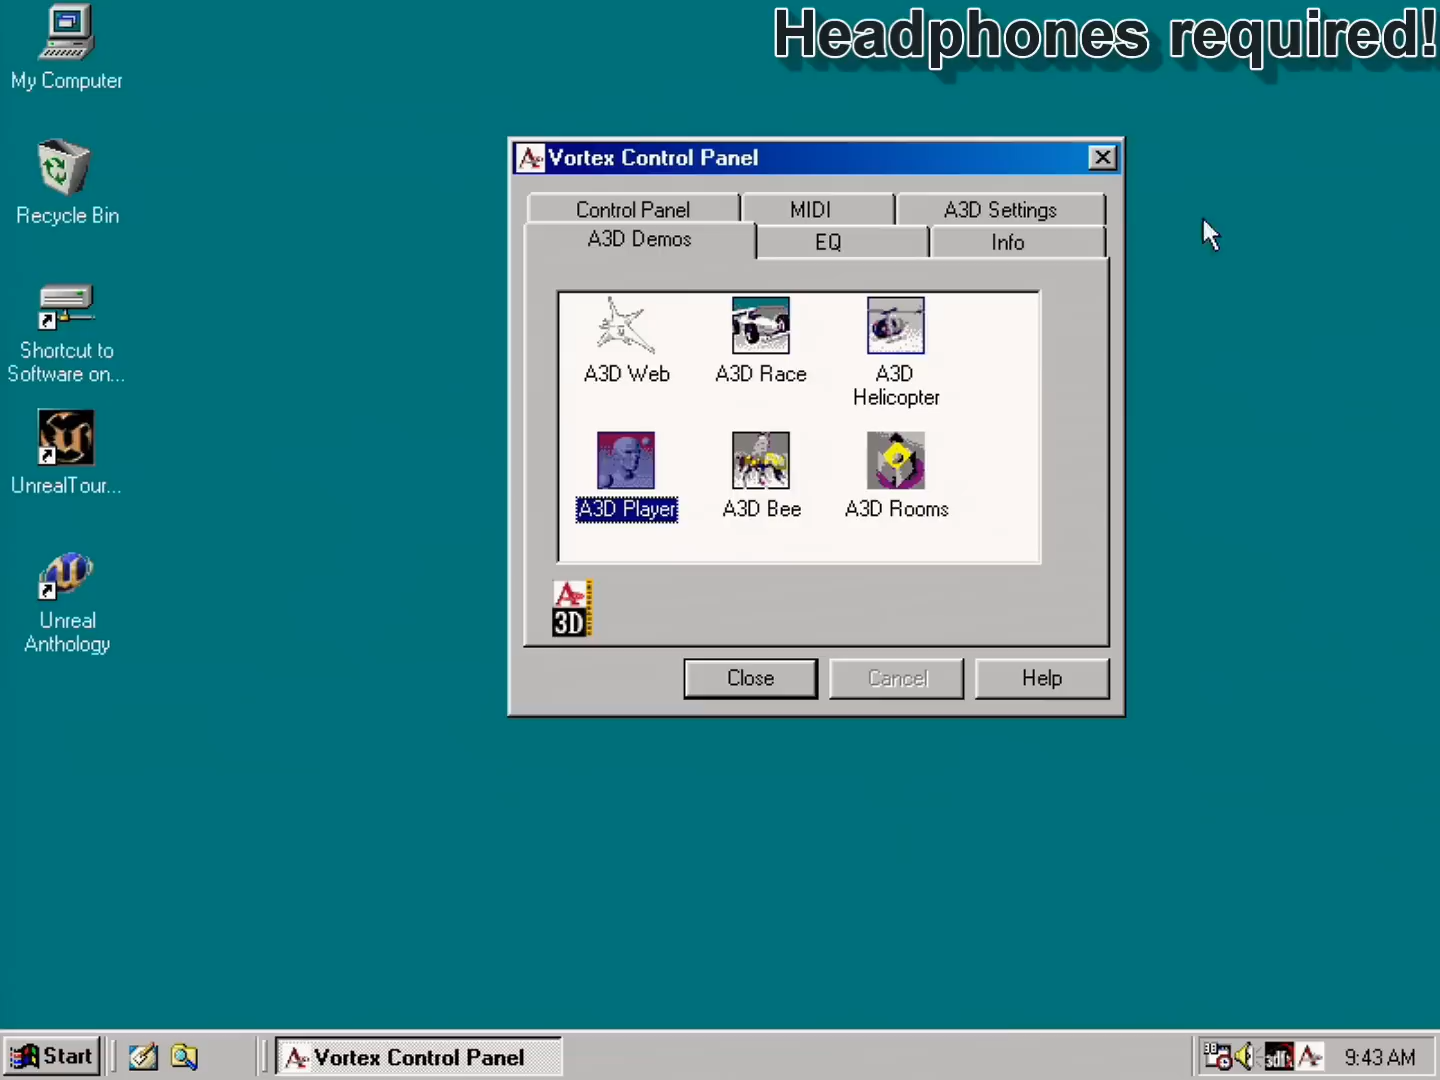 Headphones required!
My Computer
Recycle Bin
Shortcut to
Software on...
UnrealTour...
Unreal
Anthology
Vortex Control Panel
Control Panel
MIDI
A3D Settings
A3D Demos
EQ
Info
A3D Web
A3D Race
A3D
Helicopter
A3D Player
A3D Bee
A3D Rooms
3D
Close
Cancel
Help
Start
Vortex Control Panel
9:43 AM